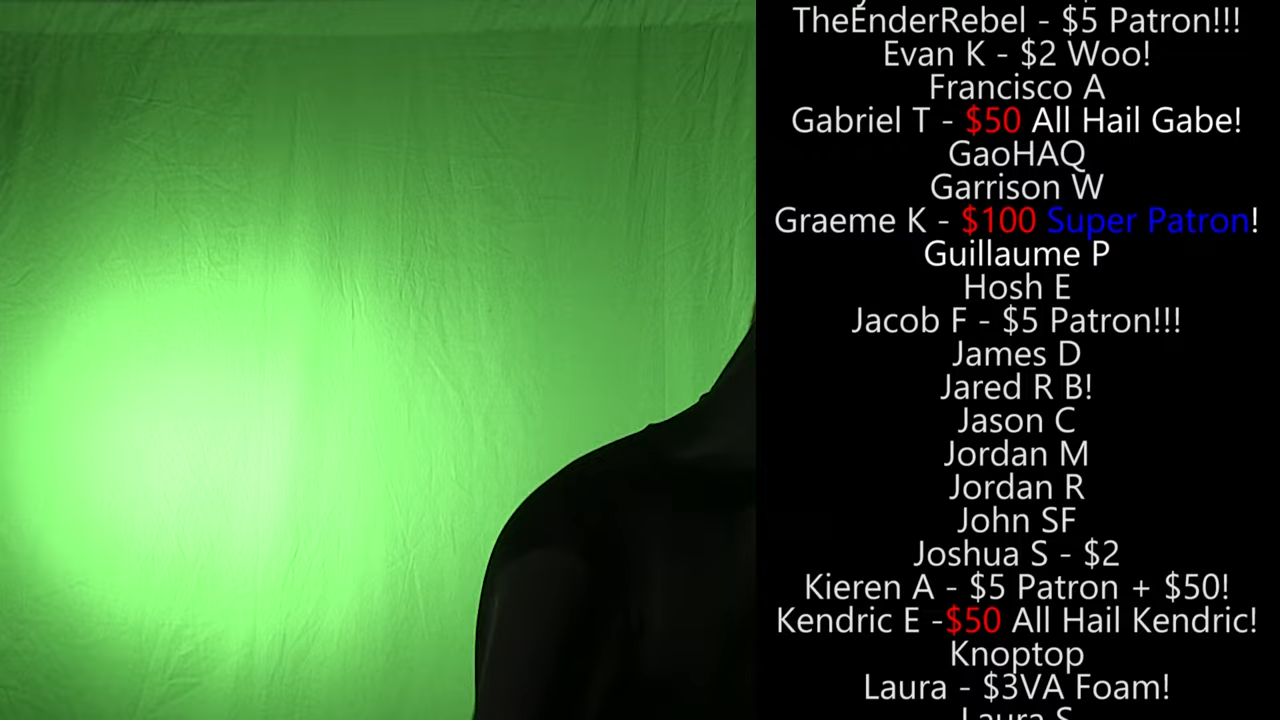 TheEnderRebel - $5 Patron!!!
Evan K - $2 Woo!
Francisco A
Gabriel T - $50 All Hail Gabe!
GaoHAQ
Garrison W
Graeme K - $100 Super Patron!
Guillaume P
Hosh E
Jacob F - $5 Patron!!!
James D
Jared R B!
Jason C
Jordan M
Jordan R
John SF
Joshua S - $2
Kieren A - $5 Patron + $50!
Kendric E -$50 All Hail Kendric!
Knoptop
Laura - $3VA Foam!
Laura S